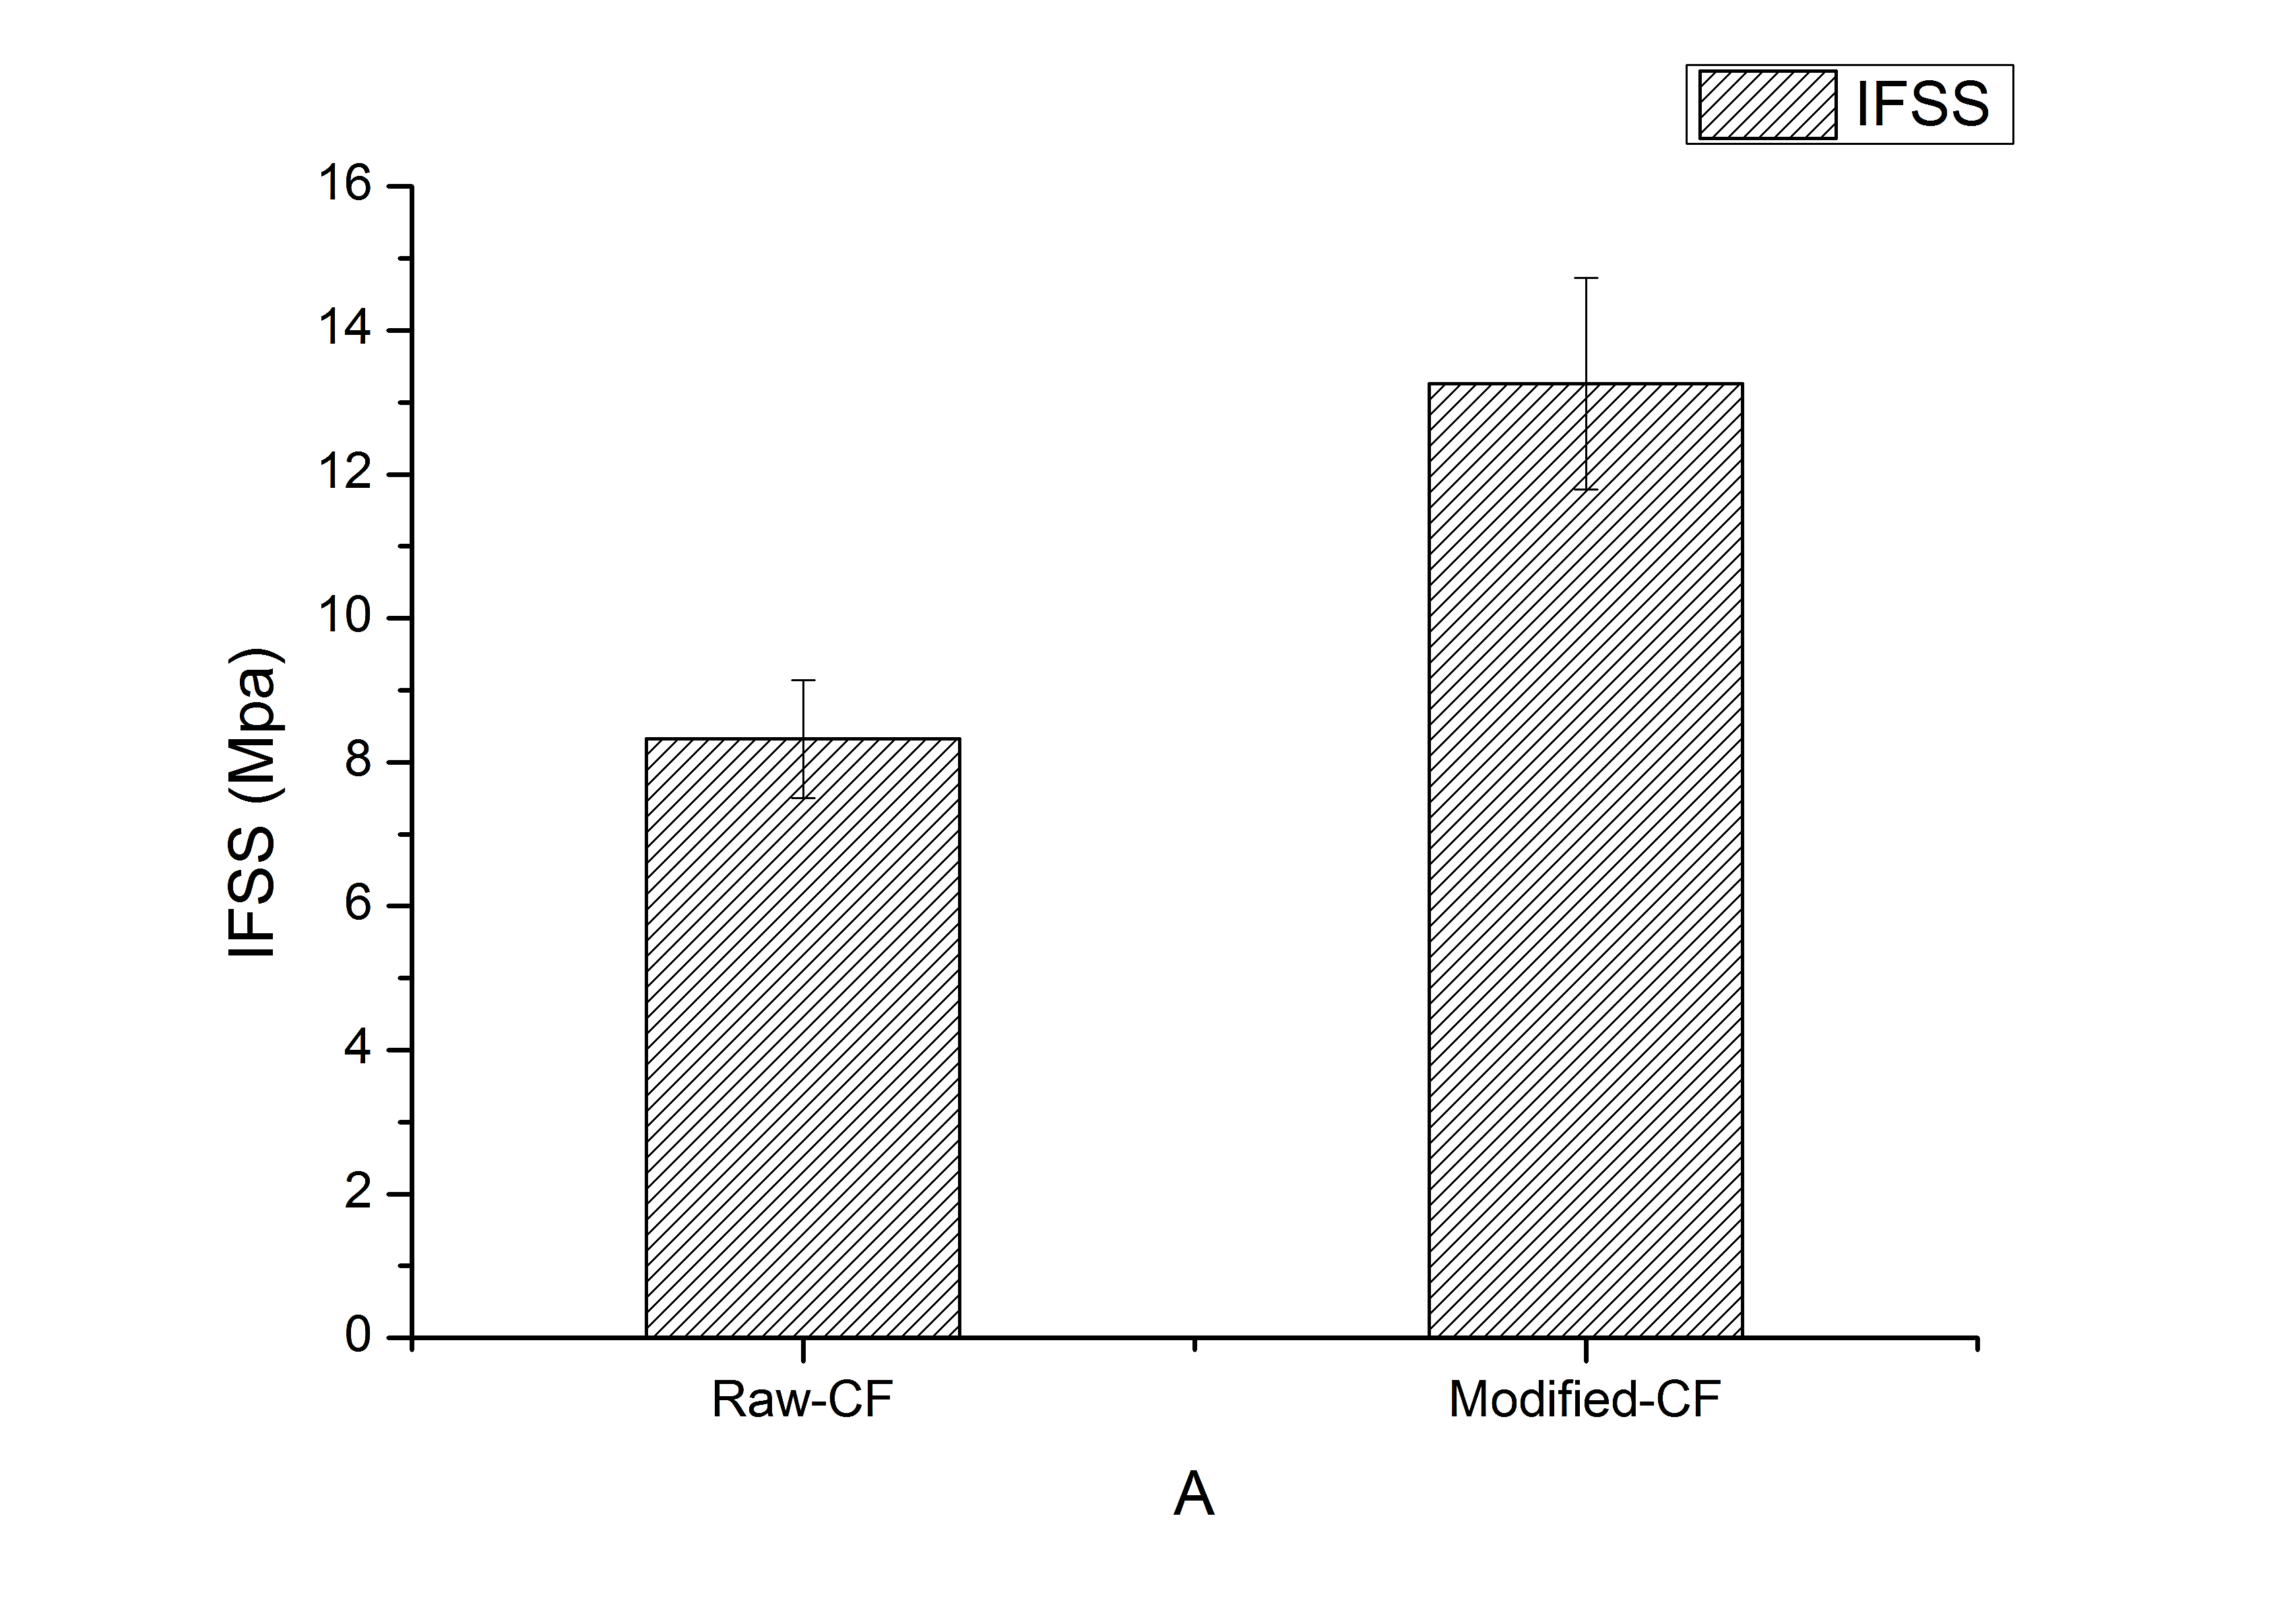 IFSS
16
14
12
10
8
6
4
2
0
IFSS (Mpa)
Raw-CF
Modified-CF
A